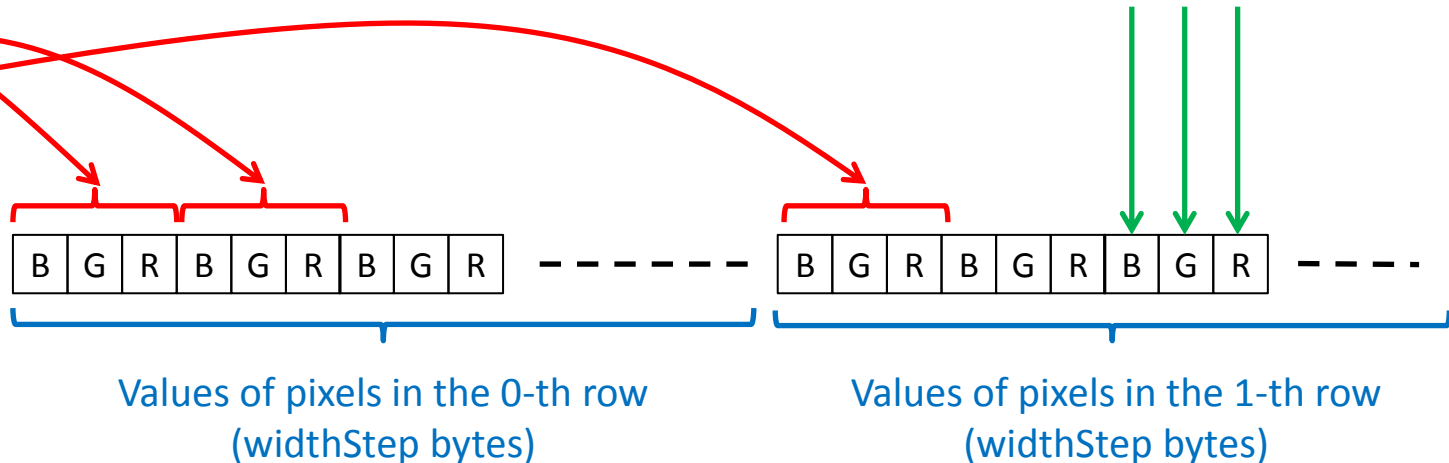 B G R B G R B G R B G R B G R B G R
Values of pixels in the 0-th row
(widthStep bytes)
Values of pixels in the 1-th row
(widthStep bytes)